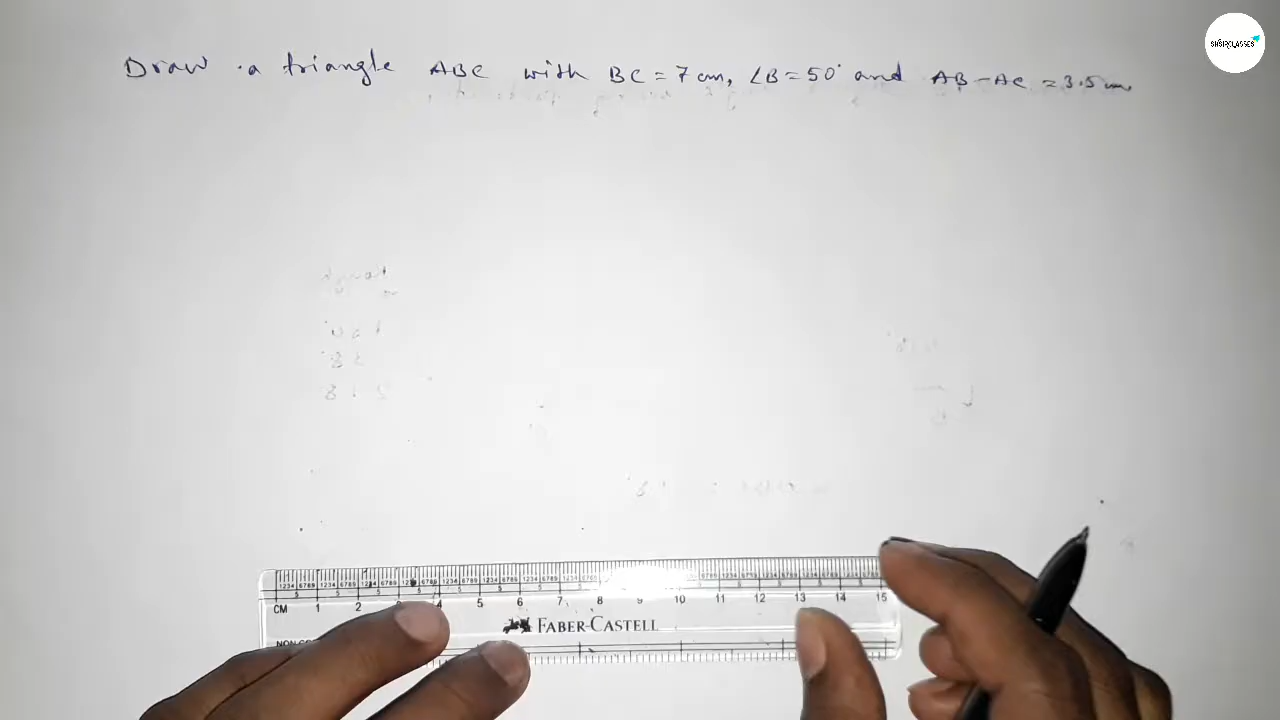 Draw a triangle ABC with BC = 7 cm, ∠B = 50° and AB - AC = 3.5 cm.
SISIRCLASSES
CM 1 2 3 4 5 6 7 8 9 10 11 12 13 14 15
FABER-CASTELL